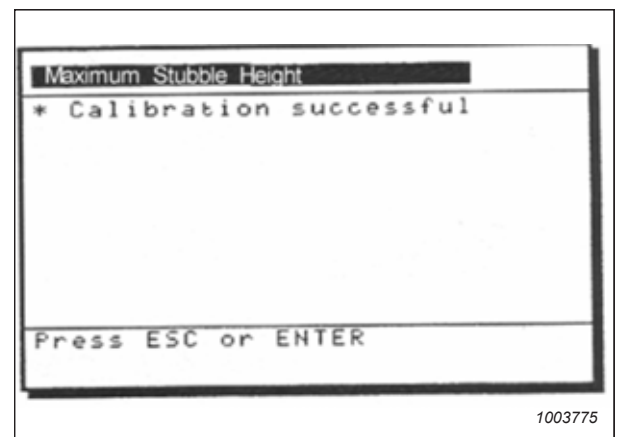 Maximum Stubble Height
* Calibration successful
Press ESC or ENTER
1003775